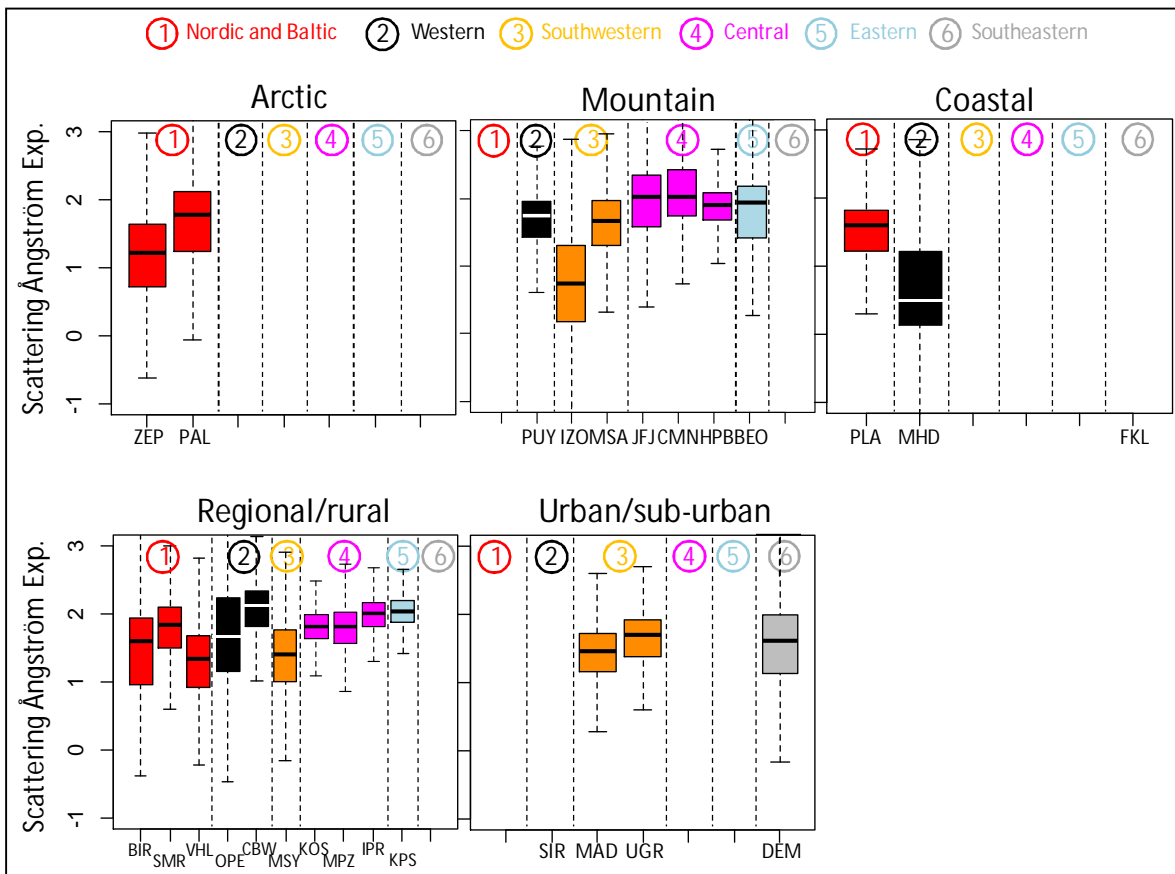 1 Nordic and Baltic 2 Western 3 Southwestern 4 Central 5 Eastern 6 Southeastern
Arctic
Scattering Ångström Exp.
3
2
1
0
-1
1 2 3 4 5 6
ZEP PAL
Mountain
1 2 3 4 5 6
PUY IZO MSA JFJ CMN HPB BEO
Coastal
1 2 3 4 5 6
PLA MHD FKL
Regional/rural
Scattering Ångström Exp.
3
2
1
0
-1
1 2 3 4 5 6
BIR SMR VHL OPE CBW MSY KOS MPZ IPR KPS
Urban/sub-urban
1 2 3 4 5 6
SIR MAD UGR DEM